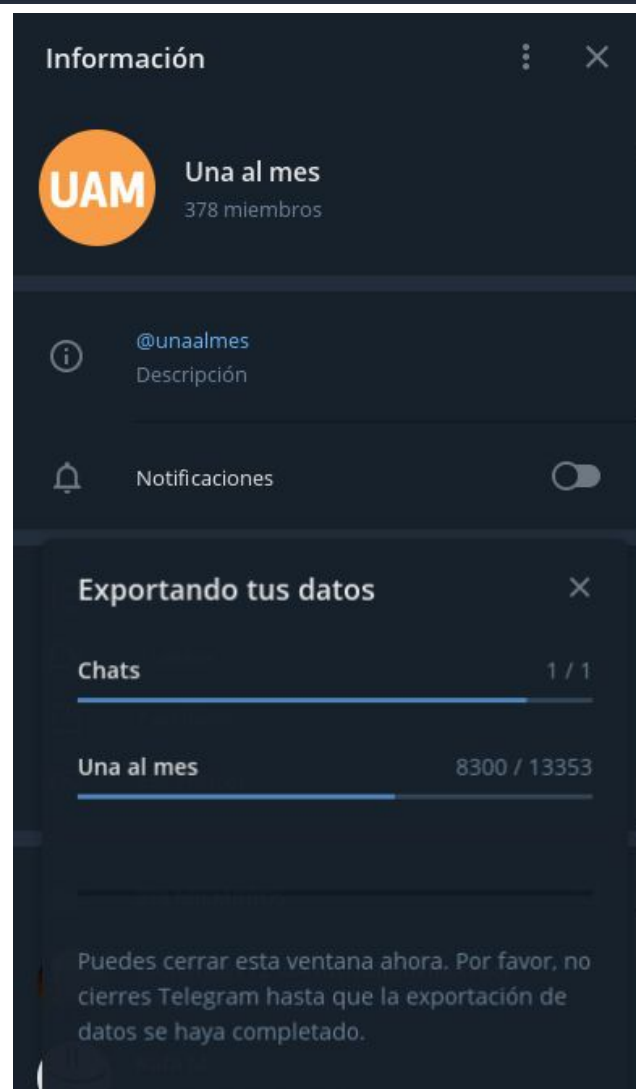 Información
UAM
Una al mes
378 miembros
@unaalmes
Descripción
Notificaciones
Exportando tus datos
Chats 1 / 1
Una al mes 8300 / 13353
Puedes cerrar esta ventana ahora. Por favor, no
cierres Telegram hasta que la exportación de
datos se haya completado.